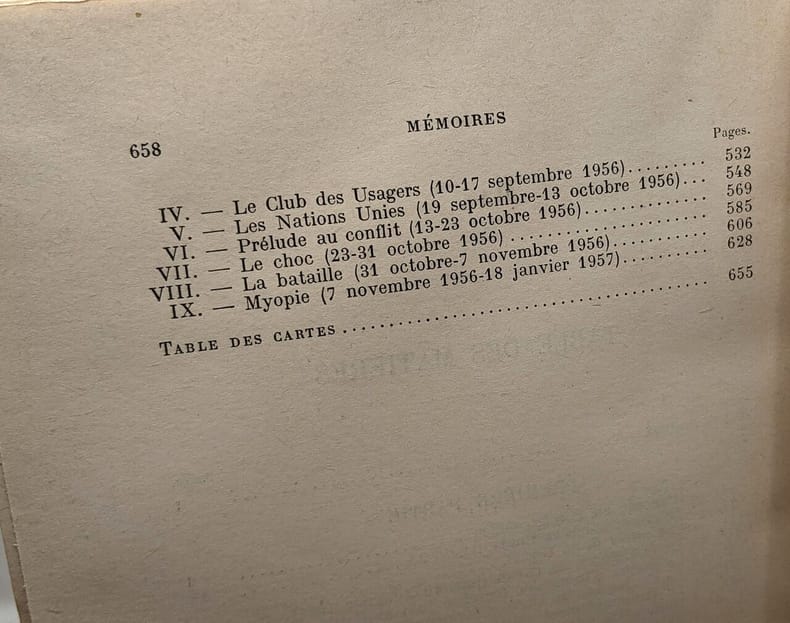 658
MÉMOIRES
Pages.
IV. — Le Club des Usagers (10-17 septembre 1956)......... 532
V. — Les Nations Unies (19 septembre-13 octobre 1956)... 548
VI. — Prélude au conflit (13-23 octobre 1956)............. 569
VII. — Le choc (23-31 octobre 1956) ..................... 585
VIII. — La bataille (31 octobre-7 novembre 1956).......... 606
IX. — Myopie (7 novembre 1956-18 janvier 1957).......... 628
TABLE DES CARTES ........................................ 655
TABLE DES MATIÈRES